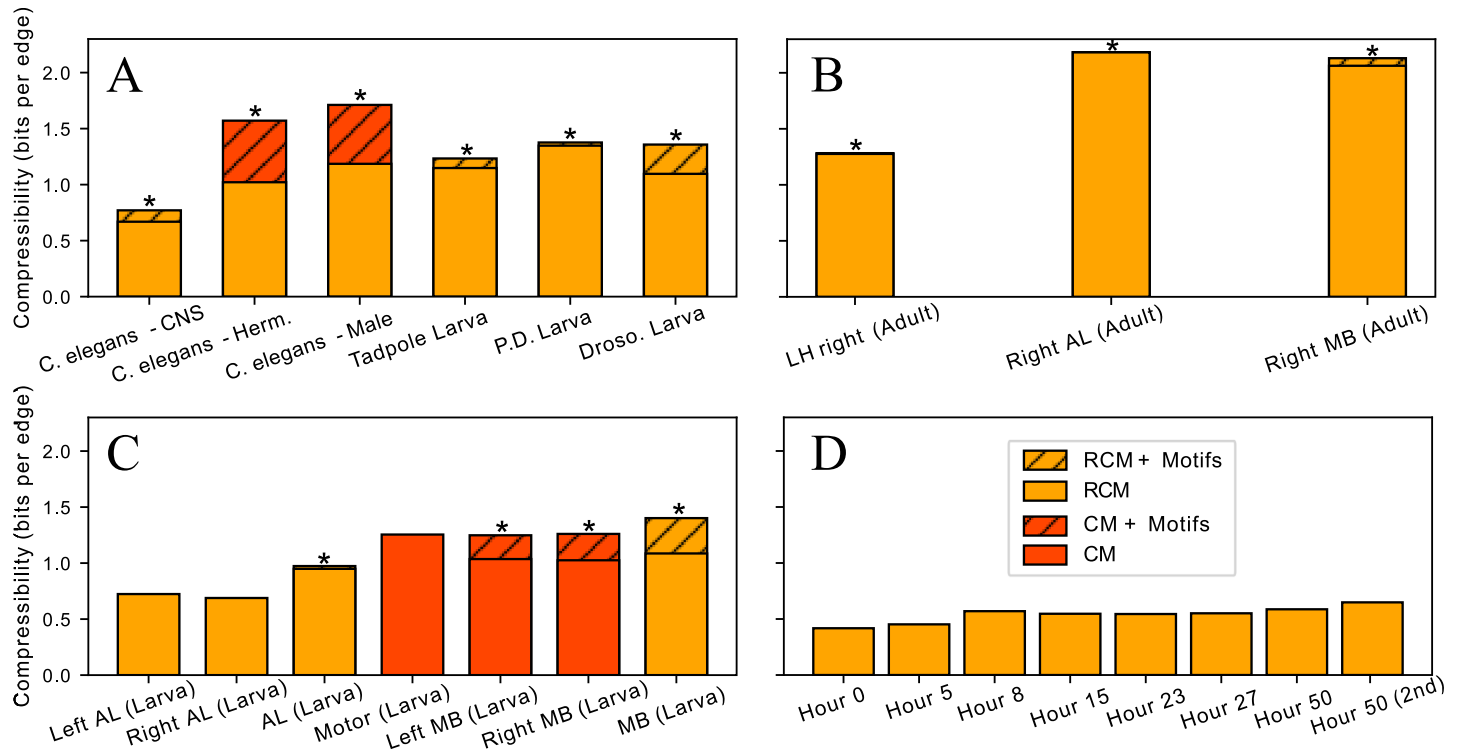 A
Compressibility (bits per edge)
2.0
1.5
1.0
0.5
0.0
* * * * * *
C. elegans - CNS
C. elegans - Herm.
C. elegans - Male
Tadpole Larva
P.D. Larva
Droso. Larva
B
* * *
LH right (Adult)
Right AL (Adult)
Right MB (Adult)
C
Compressibility (bits per edge)
2.0
1.5
1.0
0.5
0.0
* * * *
Left AL (Larva)
Right AL (Larva)
AL (Larva)
Motor (Larva)
Left MB (Larva)
Right MB (Larva)
MB (Larva)
D
RCM + Motifs
RCM
CM + Motifs
CM
Hour 0
Hour 5
Hour 8
Hour 15
Hour 23
Hour 27
Hour 50
Hour 50 (2nd)